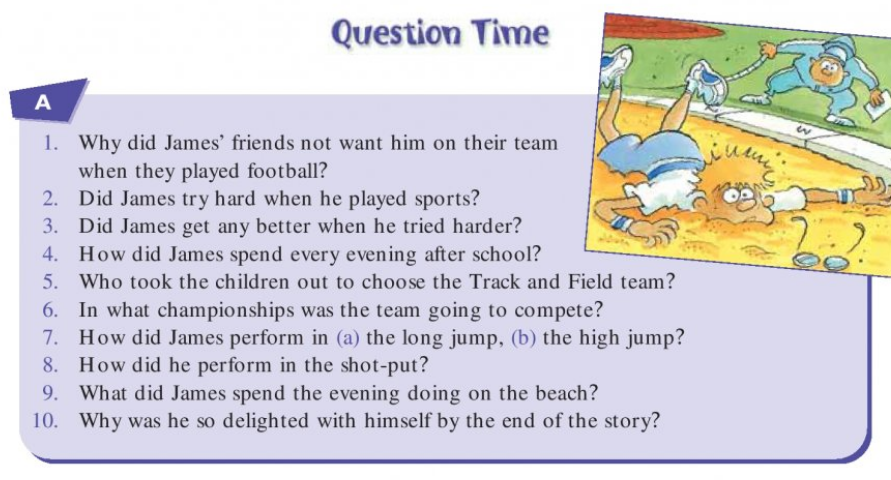 Question Time
A
1. Why did James' friends not want him on their team
when they played football?
2. Did James try hard when he played sports?
3. Did James get any better when he tried harder?
4. How did James spend every evening after school?
5. Who took the children out to choose the Track and Field team?
6. In what championships was the team going to compete?
7. How did James perform in (a) the long jump, (b) the high jump?
8. How did he perform in the shot-put?
9. What did James spend the evening doing on the beach?
10. Why was he so delighted with himself by the end of the story?